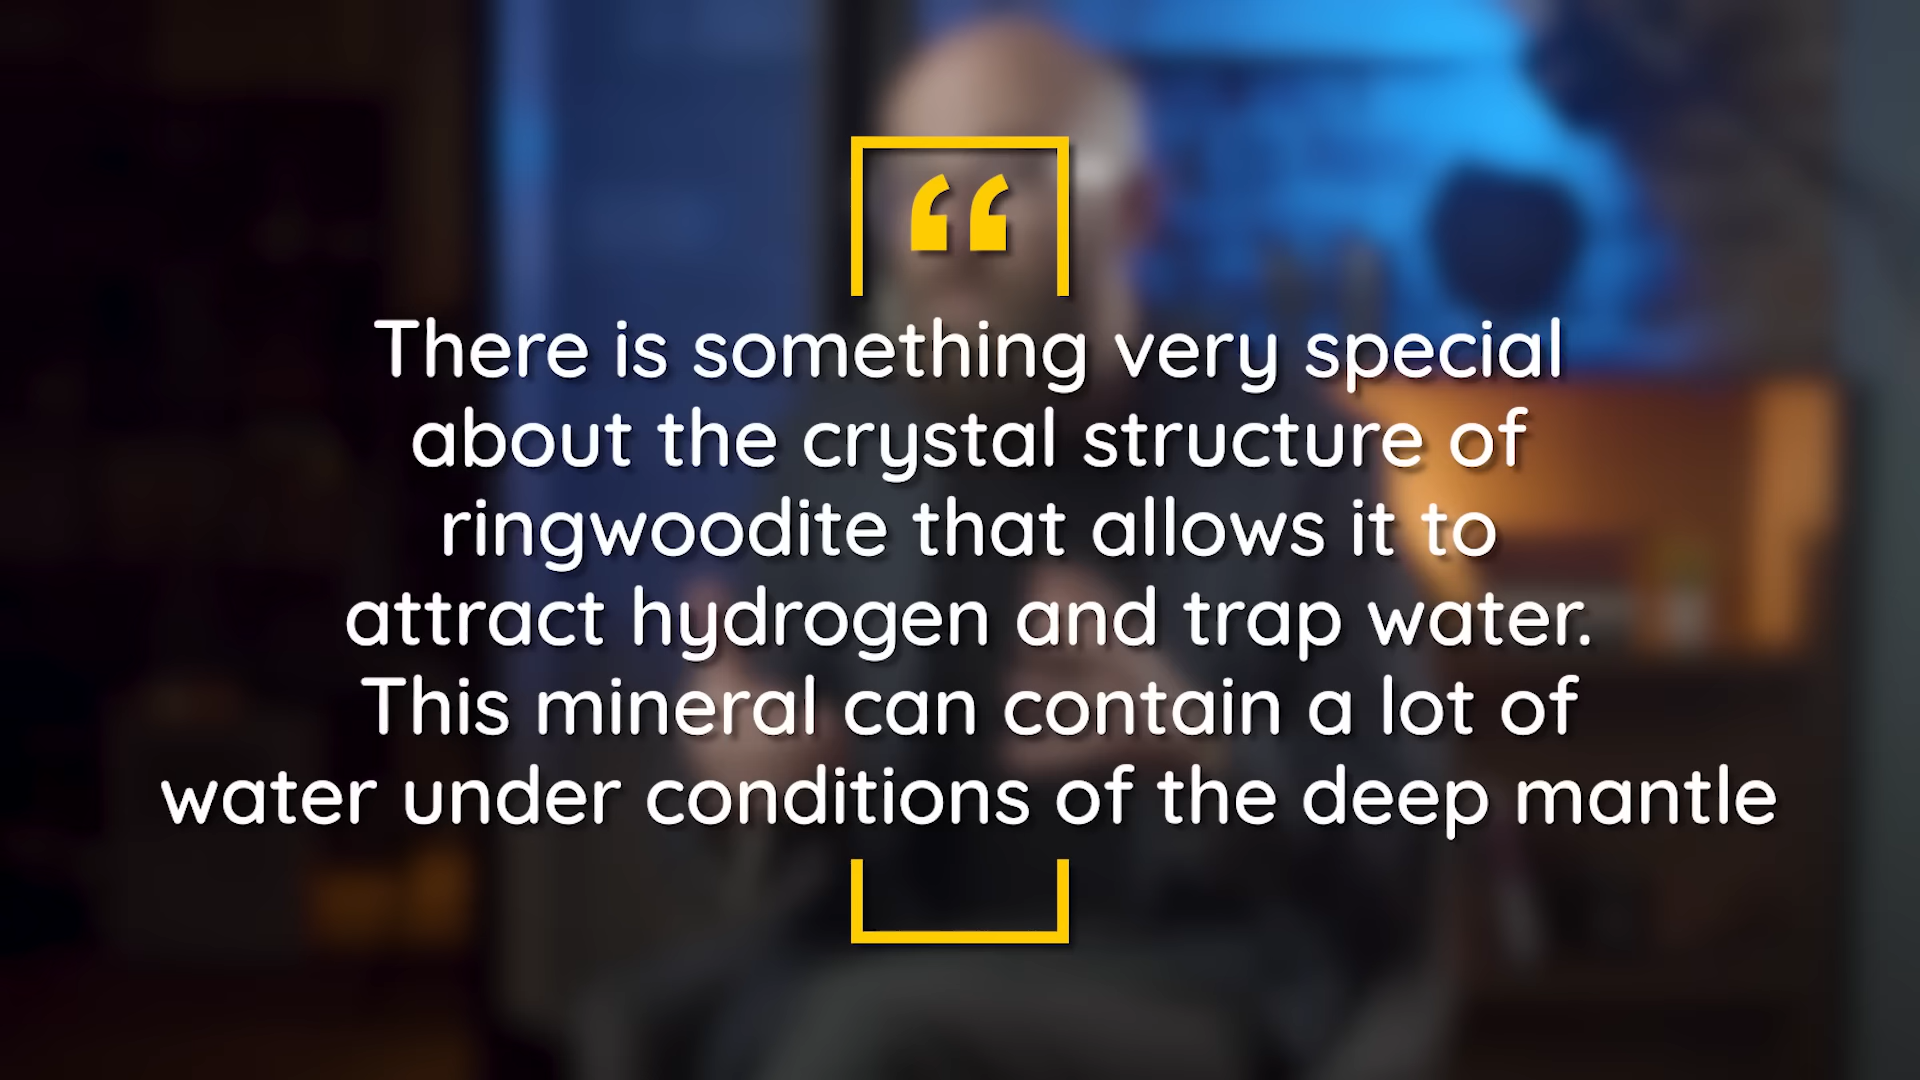 “
There is something very special
about the crystal structure of
ringwoodite that allows it to
attract hydrogen and trap water.
This mineral can contain a lot of
water under conditions of the deep mantle